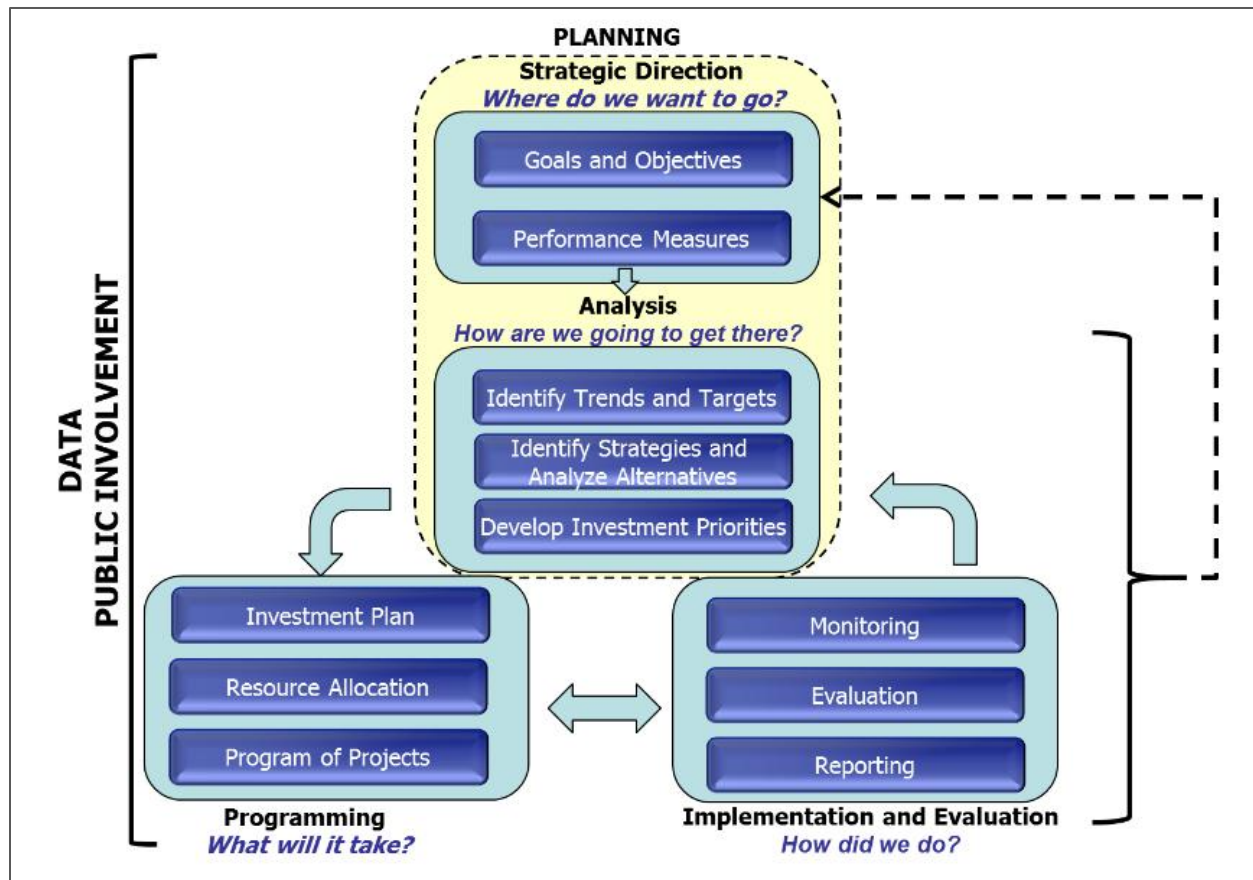 PLANNING
Strategic Direction
Where do we want to go?
Goals and Objectives
Performance Measures
Analysis
How are we going to get there?
Identify Trends and Targets
Identify Strategies and
Analyze Alternatives
Develop Investment Priorities
DATA
PUBLIC INVOLVEMENT
Investment Plan
Resource Allocation
Program of Projects
Programming
What will it take?
Monitoring
Evaluation
Reporting
Implementation and Evaluation
How did we do?